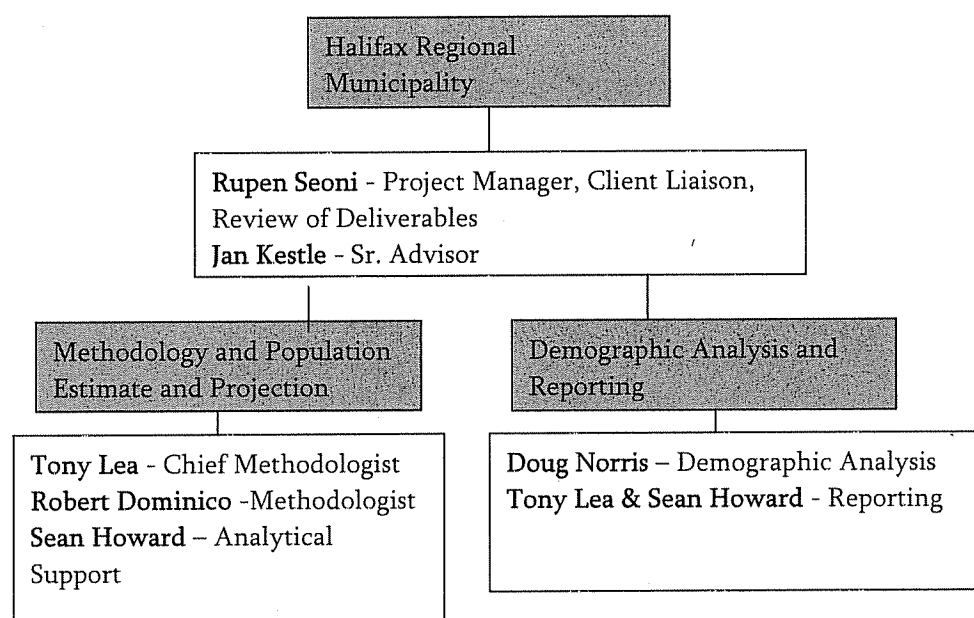 Halifax Regional
Municipality
Rupen Seoni - Project Manager, Client Liaison,
Review of Deliverables
Jan Kestle - Sr. Advisor
Methodology and Population
Estimate and Projection
Demographic Analysis and
Reporting
Tony Lea - Chief Methodologist
Robert Dominico -Methodologist
Sean Howard – Analytical
Support
Doug Norris – Demographic Analysis
Tony Lea & Sean Howard - Reporting